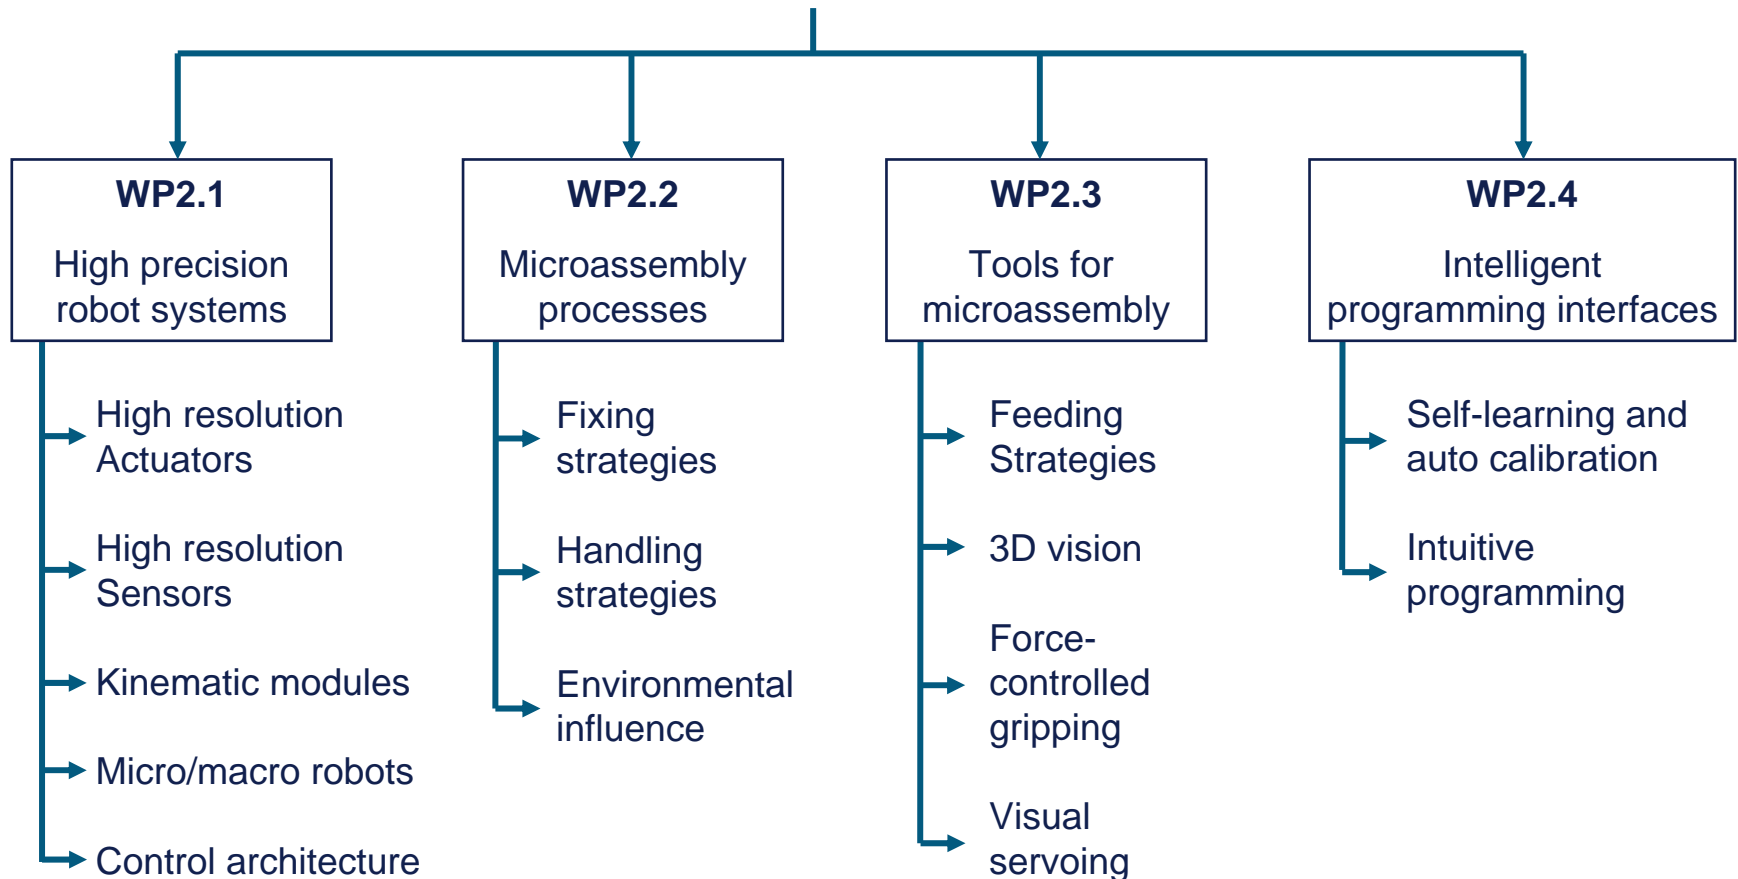 WP2.1
High precision
robot systems
High resolution
Actuators
High resolution
Sensors
Kinematic modules
Micro/macro robots
Control architecture
WP2.2
Microassembly
processes
Fixing
strategies
Handling
strategies
Environmental
influence
WP2.3
Tools for
microassembly
Feeding
Strategies
3D vision
Force-
controlled
gripping
Visual
servoing
WP2.4
Intelligent
programming interfaces
Self-learning and
auto calibration
Intuitive
programming